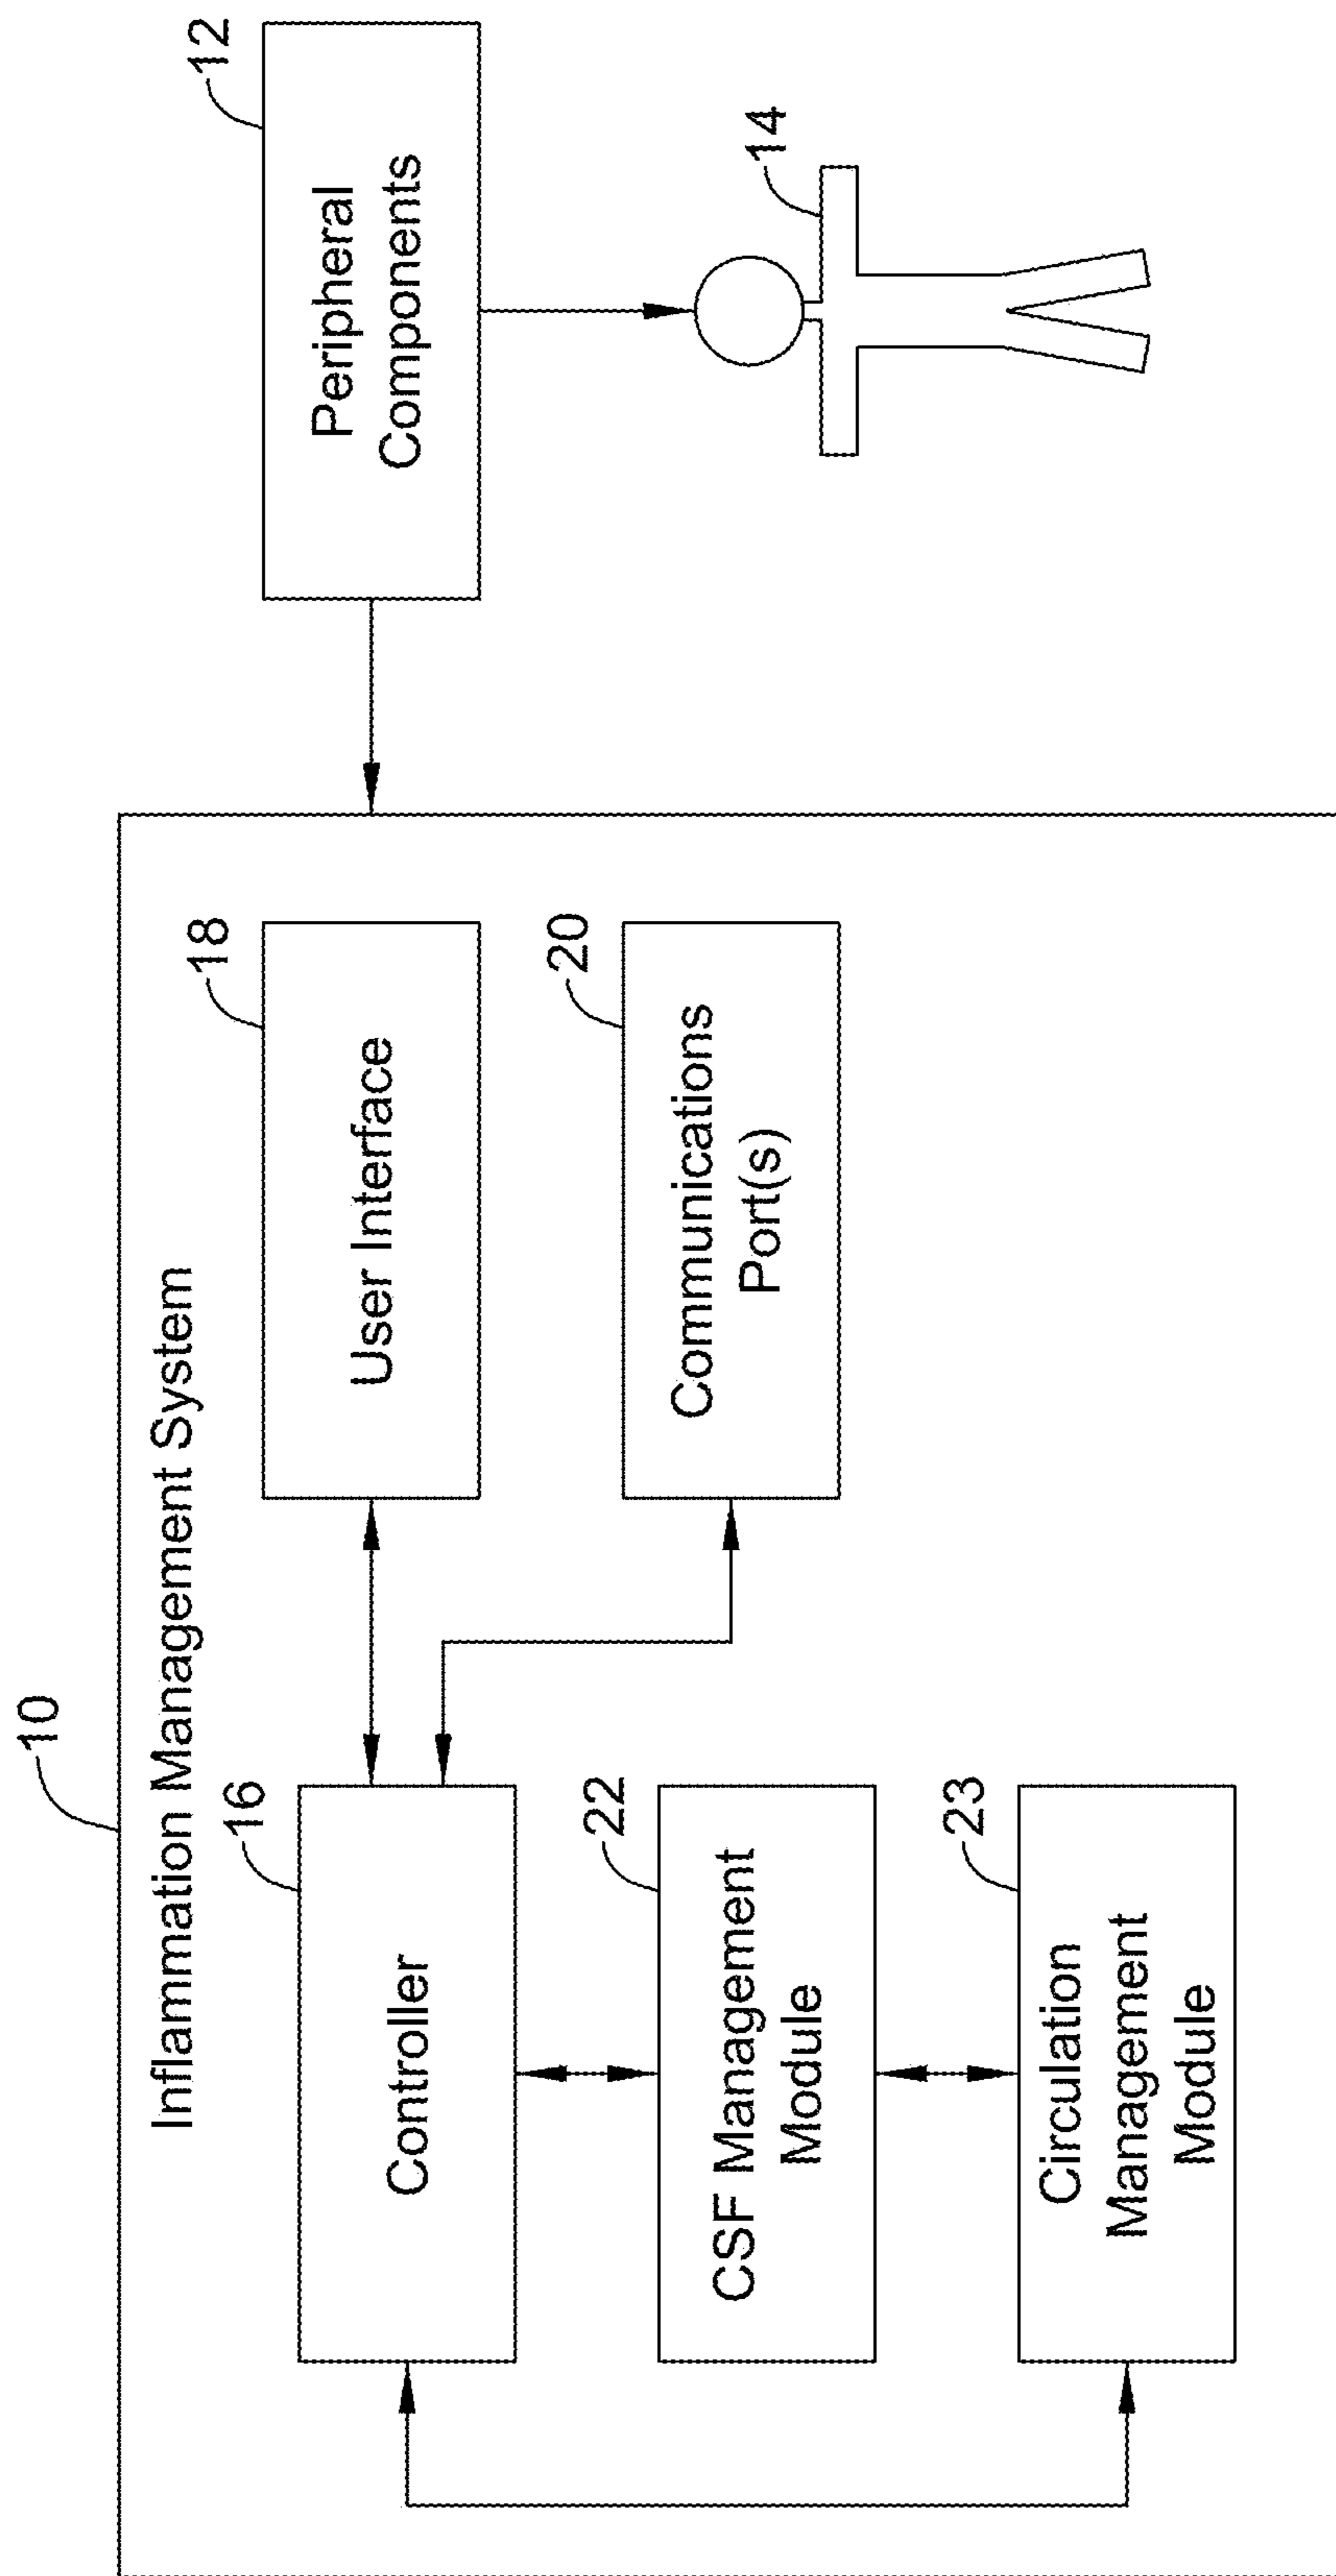 10
Inflammation Management System
16
Controller
18
User Interface
12
Peripheral
Components
22
CSF Management
Module
20
Communications
Port(s)
14
23
Circulation
Management
Module